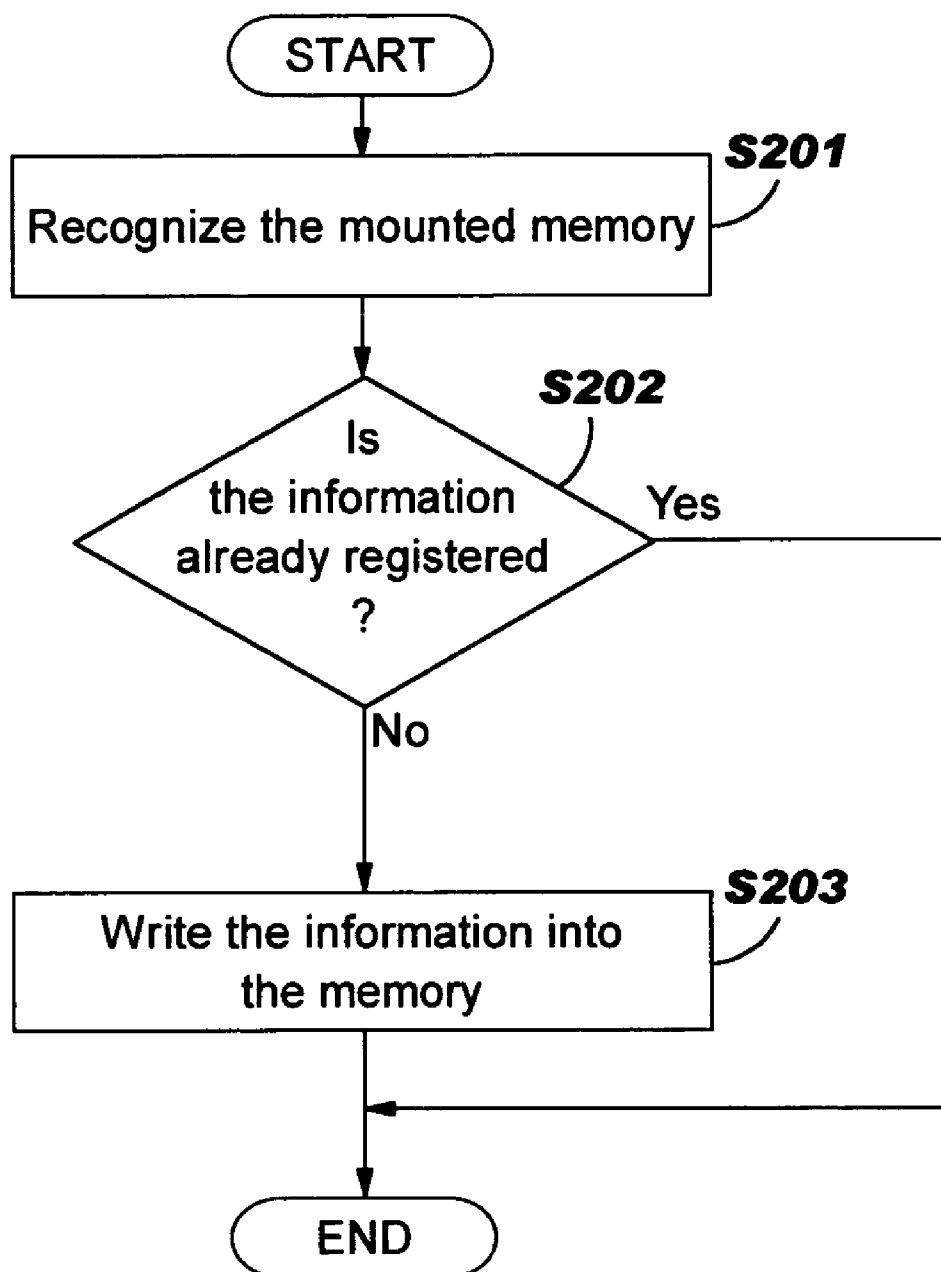 START
S201
Recognize the mounted memory
S202
Is
the information
already registered
?
Yes
No
S203
Write the information into
the memory
END